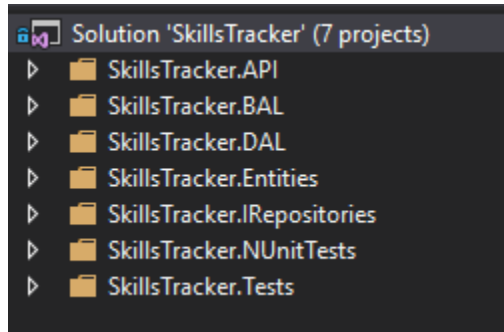 Solution 'SkillsTracker' (7 projects)
SkillsTracker.API
SkillsTracker.BAL
SkillsTracker.DAL
SkillsTracker.Entities
SkillsTracker.IRepositories
SkillsTracker.NUnitTests
SkillsTracker.Tests